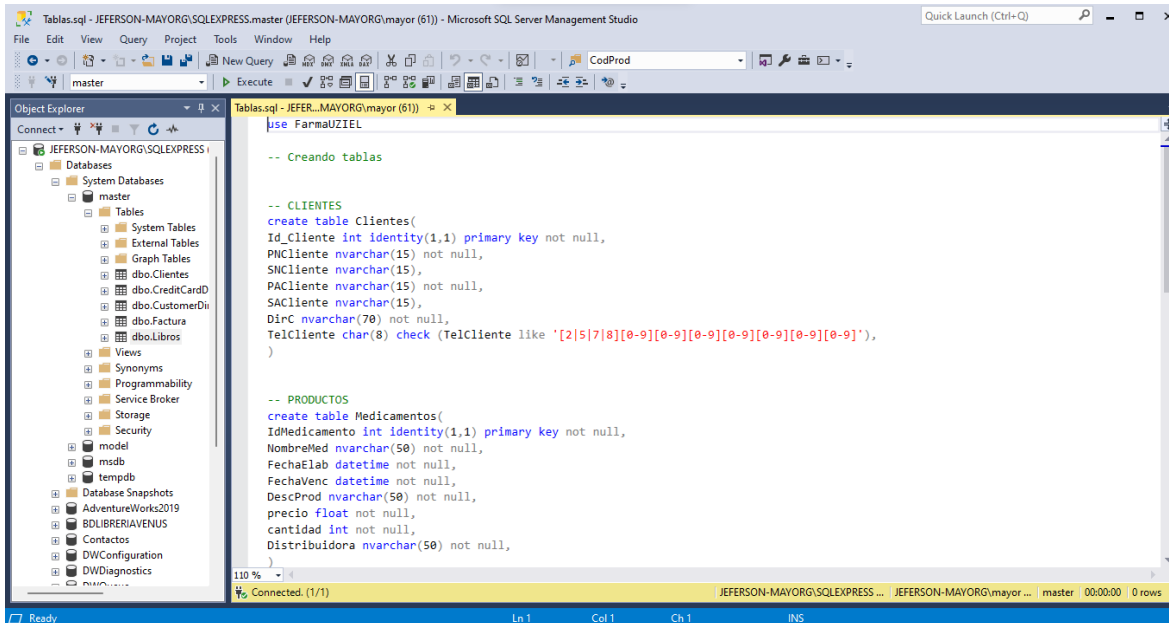 Tablas.sql - JEFERSON-MAYORG\SQLEXPRESS.master (JEFERSON-MAYORG\mayor (61)) - Microsoft SQL Server Management Studio
Quick Launch (Ctrl+Q)
File Edit View Query Project Tools Window Help
New Query MDX DMX XMLA DAX CodProd
master Execute
Object Explorer
Tablas.sql - JEFER...MAYORG\mayor (61))
Connect
JEFERSON-MAYORG\SQLEXPRESS (
Databases
System Databases
master
Tables
System Tables
External Tables
Graph Tables
dbo.Clientes
dbo.CreditCardD
dbo.CustomerDir
dbo.Factura
dbo.Libros
Views
Synonyms
Programmability
Service Broker
Storage
Security
model
msdb
tempdb
Database Snapshots
AdventureWorks2019
BDLIBRERIAVENUS
Contactos
DWConfiguration
DWDiagnostics
DWQueue
use FarmaUZIEL
-- Creando tablas
-- CLIENTES
create table Clientes(
Id_Cliente int identity(1,1) primary key not null,
PNCliente nvarchar(15) not null,
SNCliente nvarchar(15),
PACliente nvarchar(15) not null,
SACliente nvarchar(15),
DirC nvarchar(70) not null,
TelCliente char(8) check (TelCliente like '[2|5|7|8][0-9][0-9][0-9][0-9][0-9][0-9][0-9]'),
)
-- PRODUCTOS
create table Medicamentos(
IdMedicamento int identity(1,1) primary key not null,
NombreMed nvarchar(50) not null,
FechaElab datetime not null,
FechaVenc datetime not null,
DescProd nvarchar(50) not null,
precio float not null,
cantidad int not null,
Distribuidora nvarchar(50) not null,
)
110 %
Connected. (1/1)
JEFERSON-MAYORG\SQLEXPRESS ... JEFERSON-MAYORG\mayor ... master 00:00:00 0 rows
Ready Ln 1 Col 1 Ch 1 INS